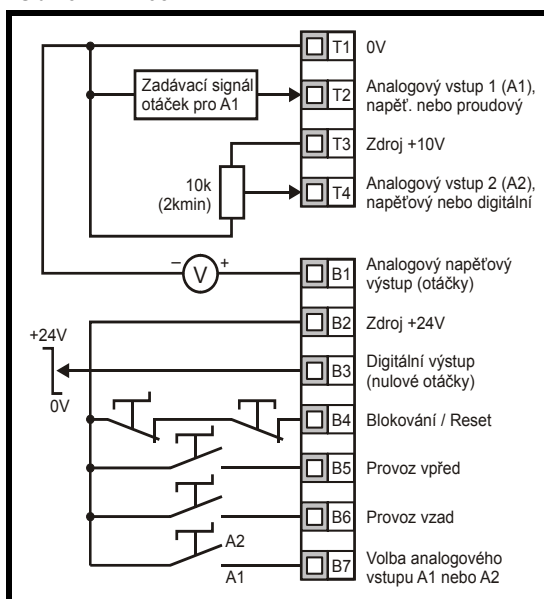 T1 0V
Zadávací signál
otáček pro A1
T2 Analogový vstup 1 (A1),
napěť. nebo proudový
T3 Zdroj +10V
10k
(2kmin)
T4 Analogový vstup 2 (A2),
napěťový nebo digitální
– V +
B1 Analogový napěťový
výstup (otáčky)
B2 Zdroj +24V
+24V
0V
B3 Digitální výstup
(nulové otáčky)
B4 Blokování / Reset
B5 Provoz vpřed
B6 Provoz vzad
A2
A1
B7 Volba analogového
vstupu A1 nebo A2